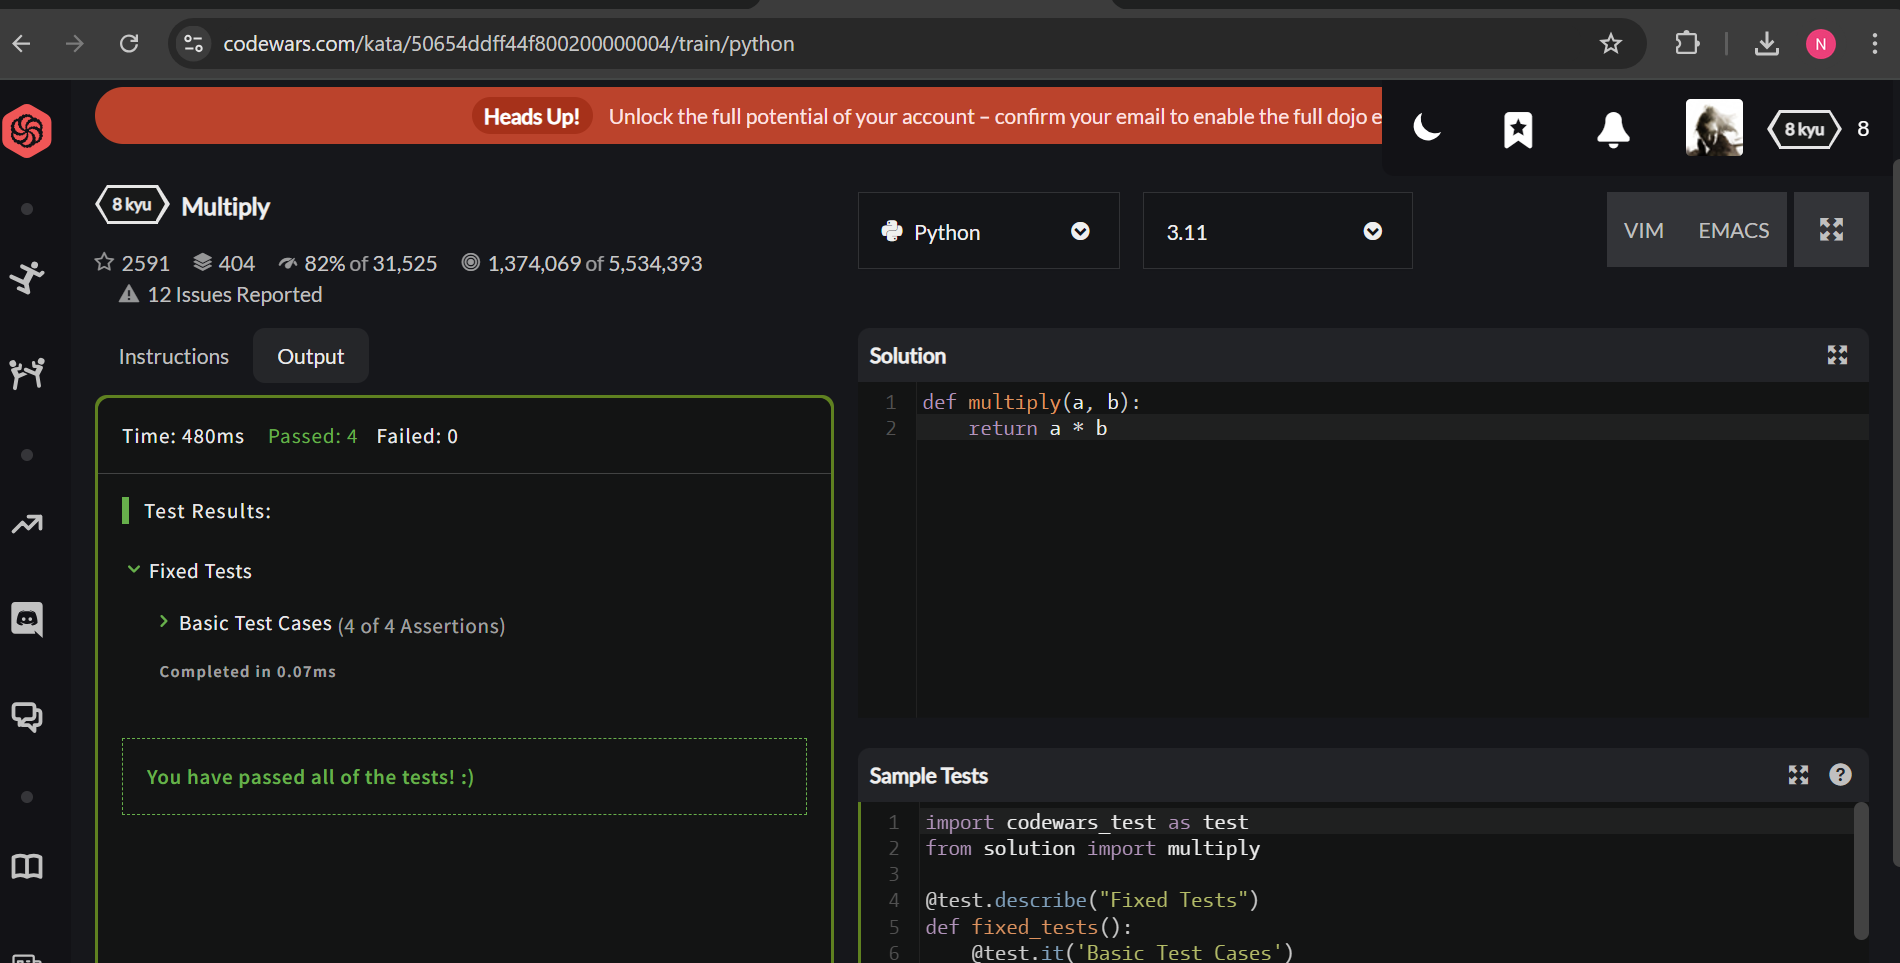 codewars.com/kata/50654ddff44f800200000004/train/python
N
Heads Up! Unlock the full potential of your account – confirm your email to enable the full dojo e
8 kyu 8
8 kyu Multiply
2591 404 82% of 31,525 1,374,069 of 5,534,393
12 Issues Reported
Python
3.11
VIM EMACS
Instructions Output
Time: 480ms Passed: 4 Failed: 0
Test Results:
Fixed Tests
Basic Test Cases (4 of 4 Assertions)
Completed in 0.07ms
You have passed all of the tests! :)
Solution
1 def multiply(a, b):
2     return a * b
Sample Tests
?
1 import codewars_test as test
2 from solution import multiply
3
4 @test.describe("Fixed Tests")
5 def fixed_tests():
6     @test.it('Basic Test Cases')